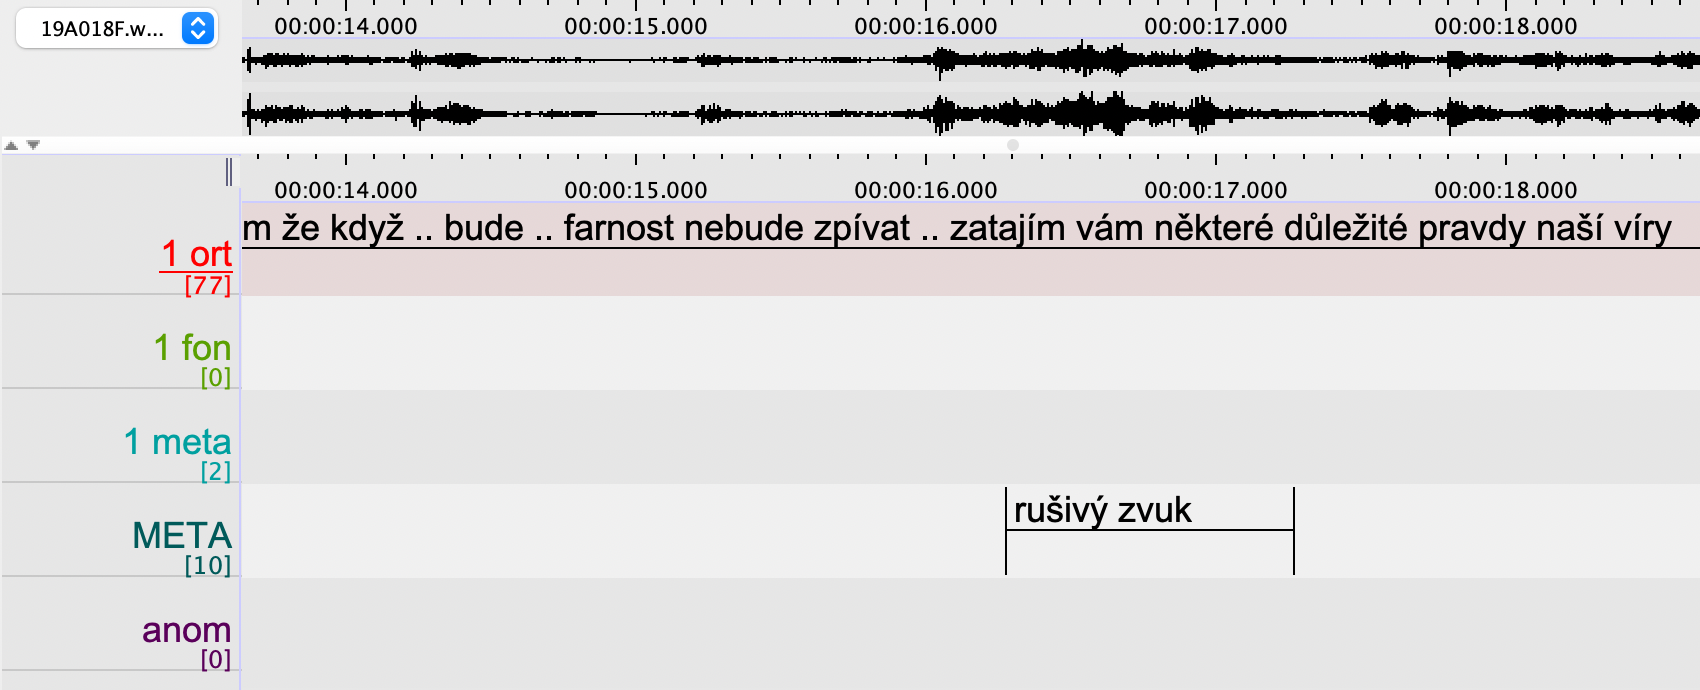 19A018F.w...
00:00:14.000 00:00:15.000 00:00:16.000 00:00:17.000 00:00:18.000
00:00:14.000 00:00:15.000 00:00:16.000 00:00:17.000 00:00:18.000
m že když .. bude .. farnost nebude zpívat .. zatajím vám některé důležité pravdy naší víry
1 ort
[77]
1 fon
[0]
1 meta
[2]
rušivý zvuk
META
[10]
anom
[0]